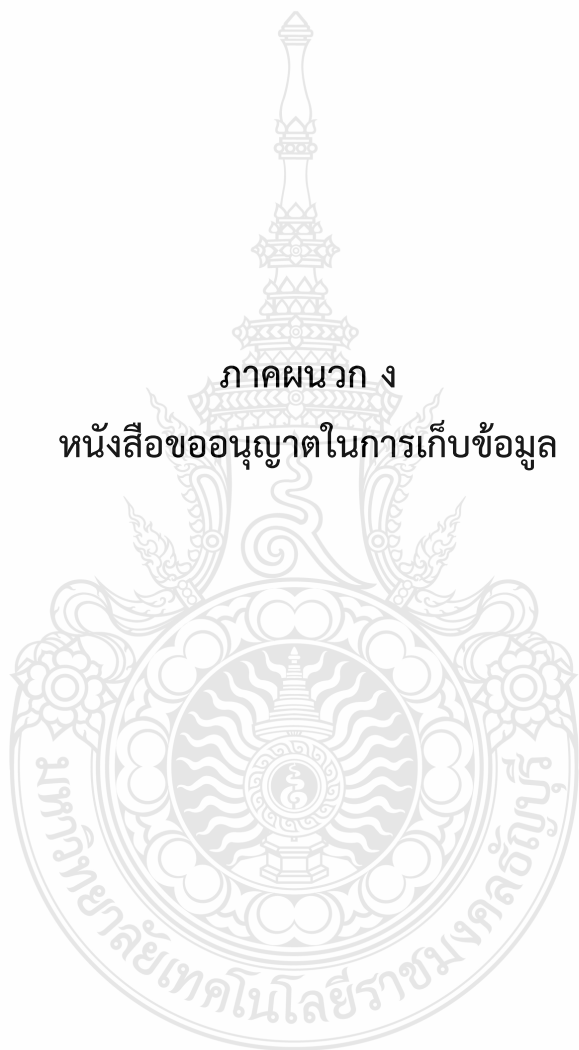 ภาคผนวก ง
หนังสือขออนุญาตในการเก็บข้อมูล
มหาวิทยาลัยเทคโนโลยีราชมงคลธัญบุรี